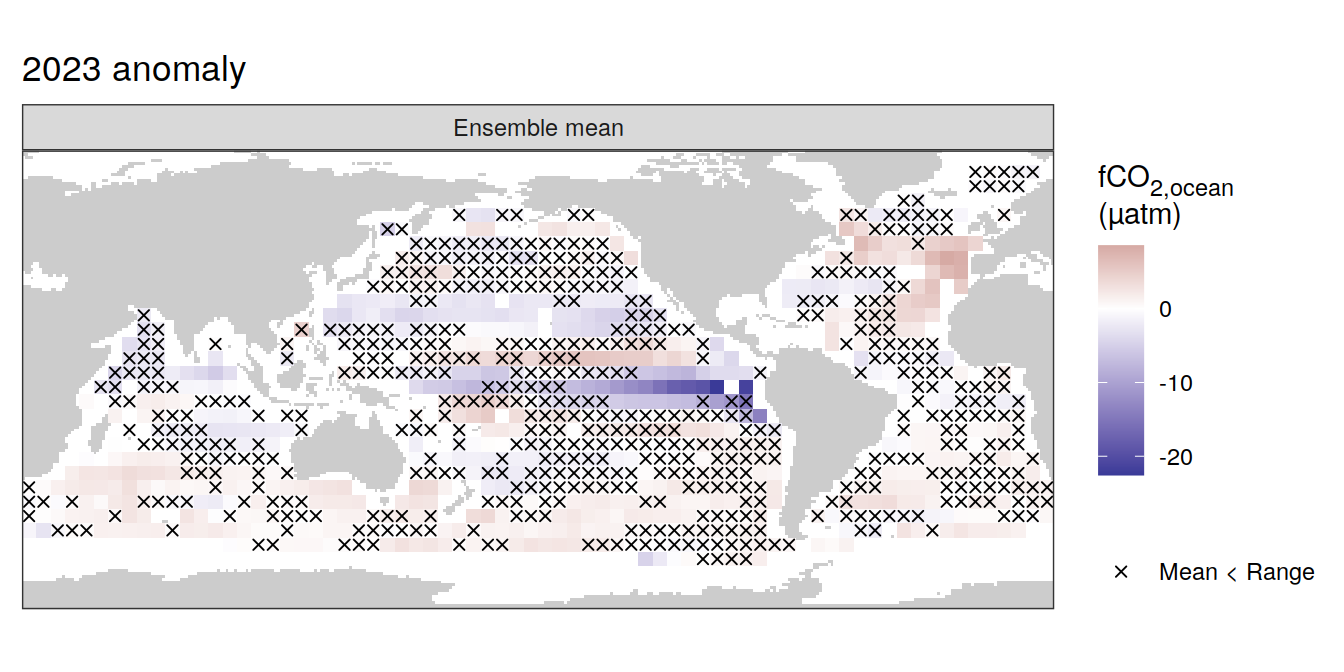 2023 anomaly
Ensemble mean
fCO2,ocean
(µatm)
0
-10
-20
× Mean < Range